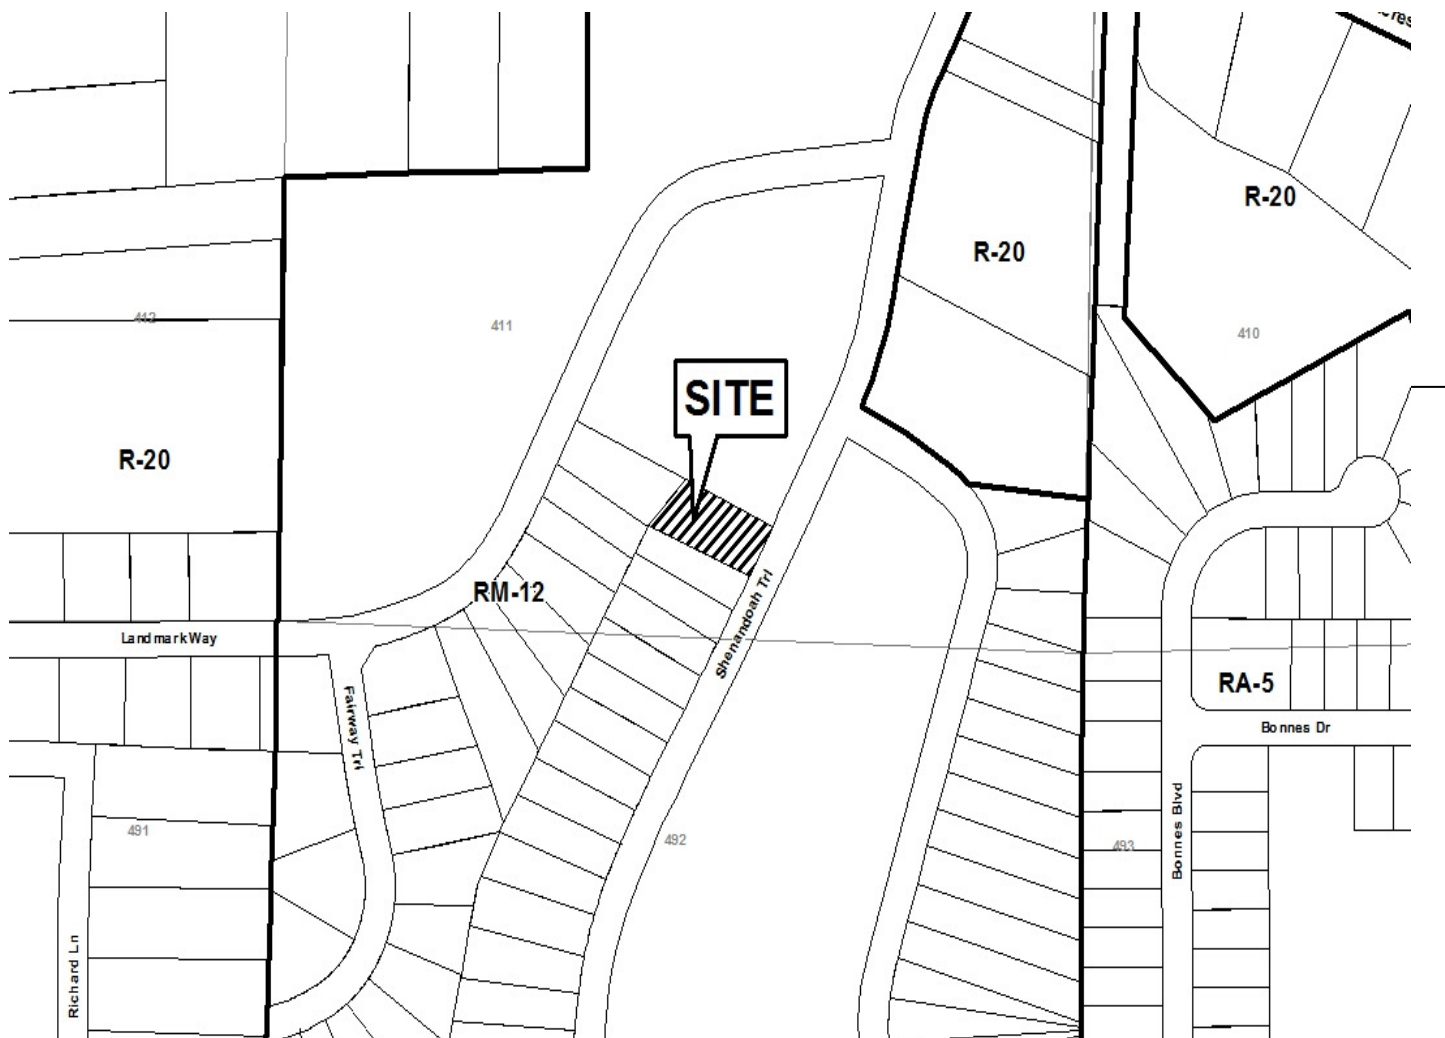 R-20
R-20
412
411
410
SITE
R-20
RM-12
Landmark Way
Shenandoah Trl
Fairway Trl
RA-5
Bonnes Dr
491
492
493
Bonnes Blvd
Richard Ln